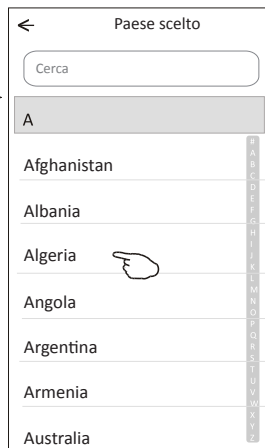 ← Paese scelto
Cerca
A
Afghanistan
Albania
Algeria
Angola
Argentina
Armenia
Australia
#
A
B
C
D
E
F
G
H
I
J
K
L
M
N
O
P
Q
R
S
T
U
V
W
X
Y
Z